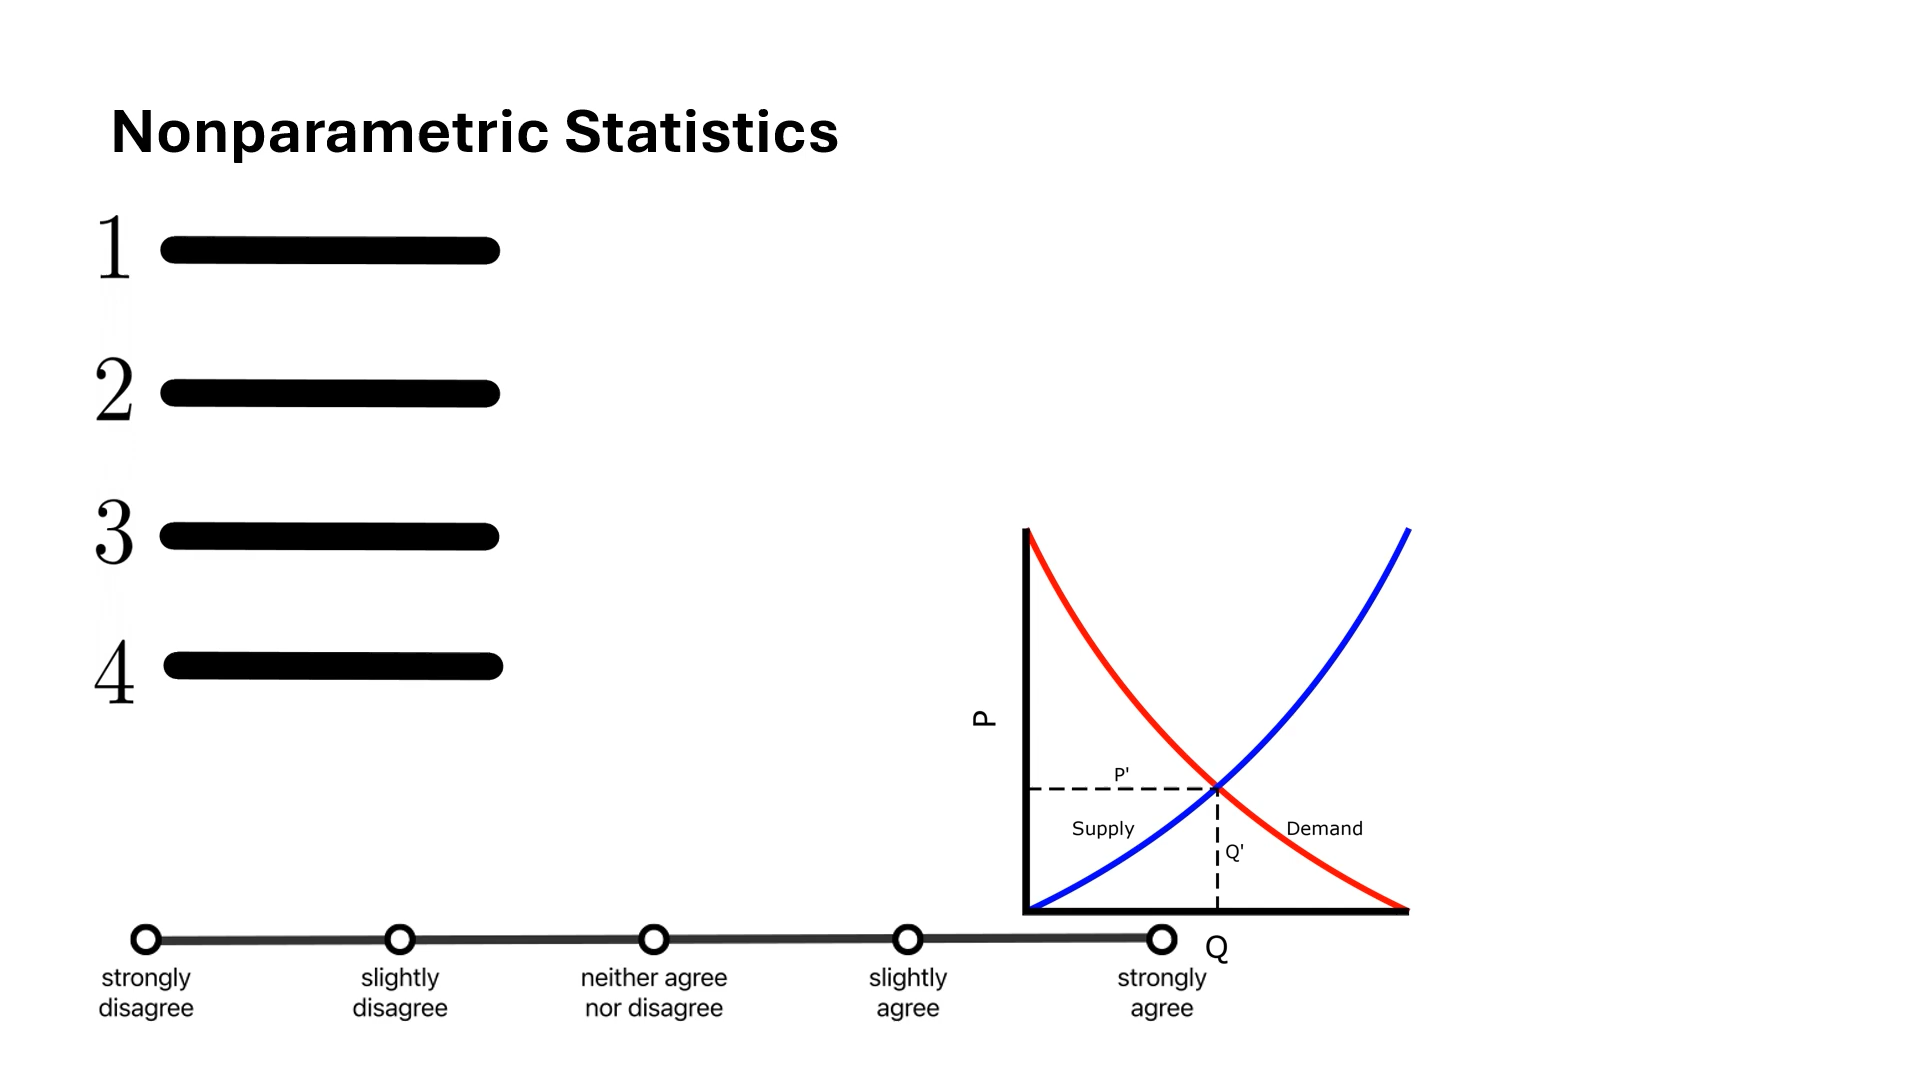 Nonparametric Statistics
1
2
3
4
P
P'
Supply
Demand
Q'
Q
strongly
disagree
slightly
disagree
neither agree
nor disagree
slightly
agree
strongly
agree